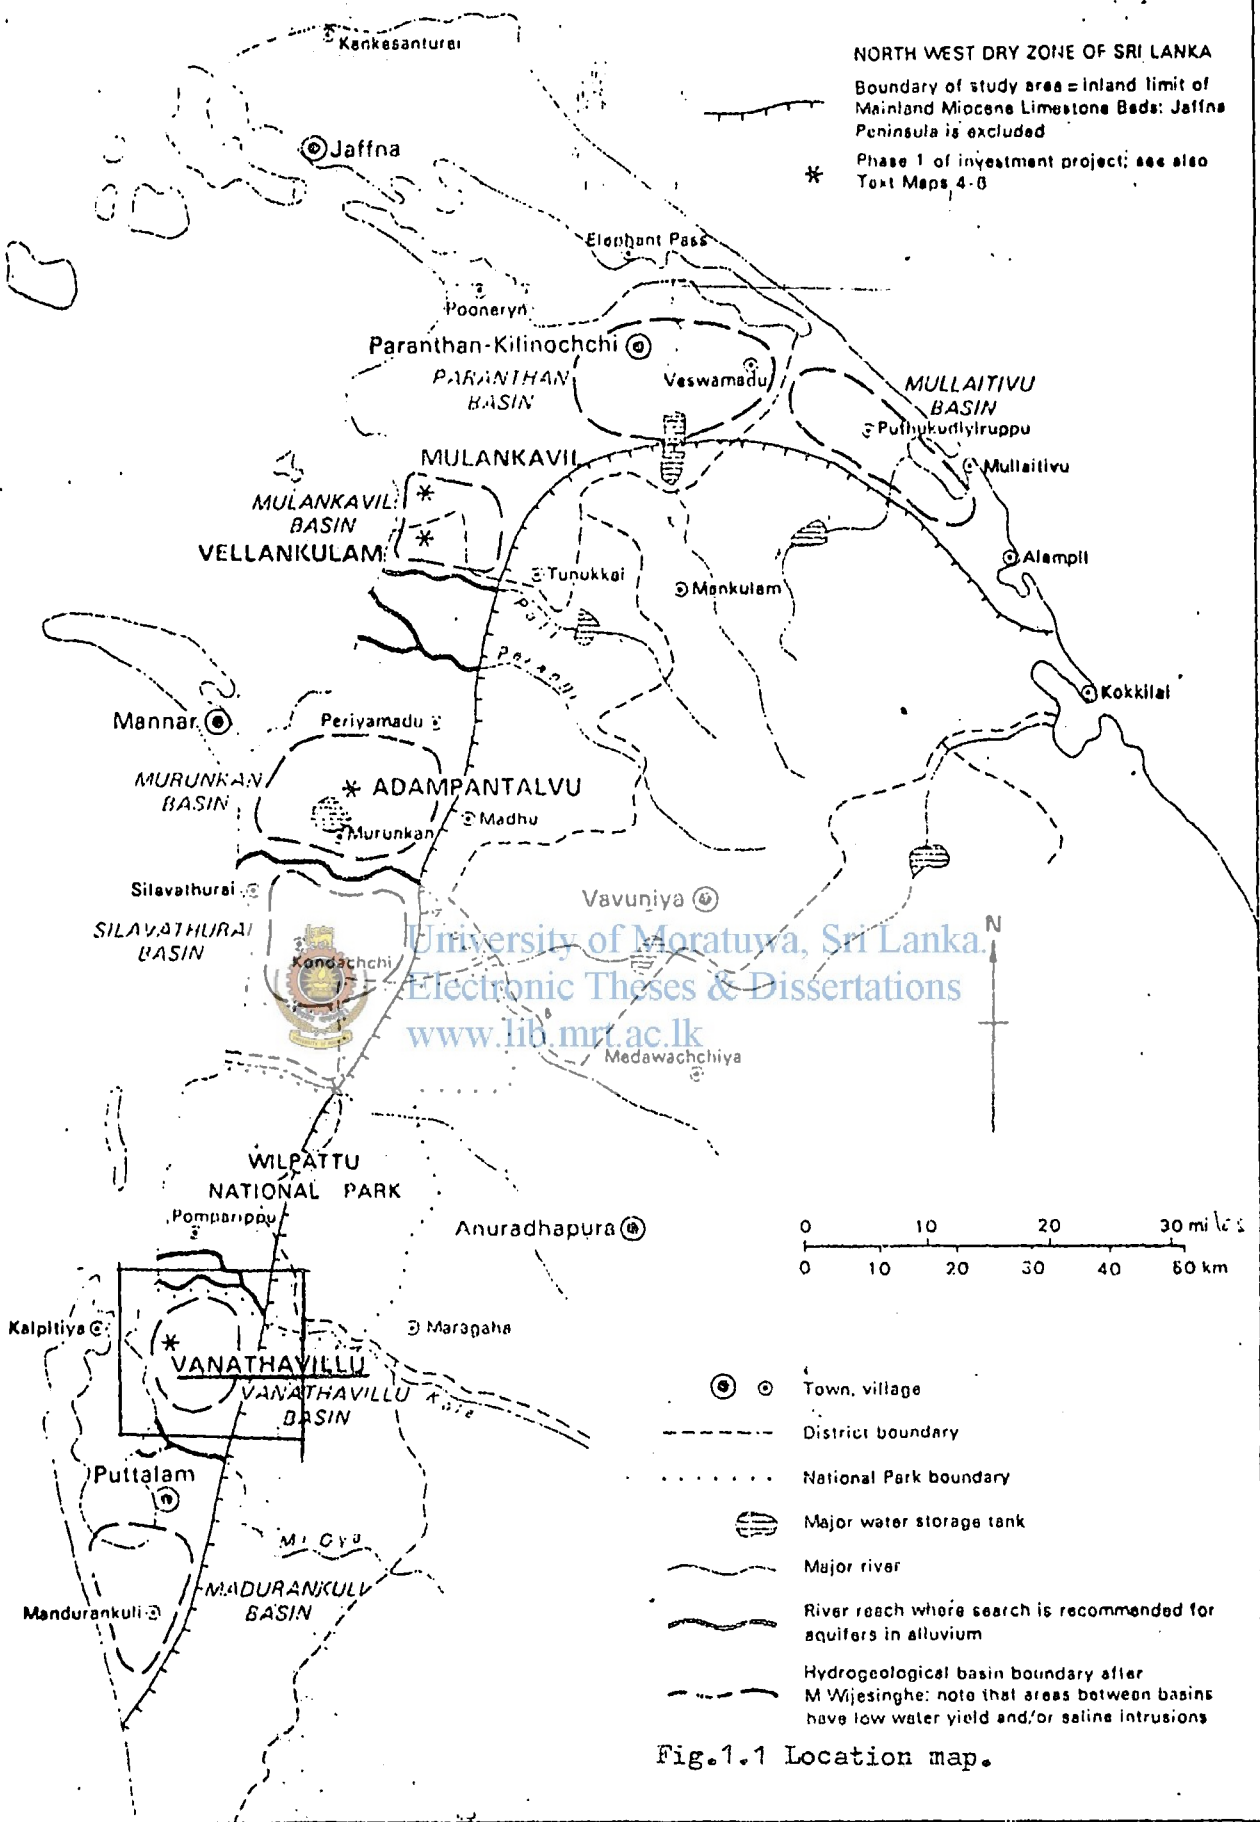 Kankesanturai
NORTH WEST DRY ZONE OF SRI LANKA
Boundary of study area = inland limit of
Mainland Miocene Limestone Beds: Jaffna
Peninsula is excluded
Phase 1 of investment project; see also
Text Maps 4-6
Jaffna
Elephant Pass
Pooneryn
Paranthan-Kilinochchi
PARANTHAN
BASIN
Veswamadu
MULLAITIVU
BASIN
Puthukudiyiruppu
Mullaitivu
MULANKAVIL
MULANKAVIL
BASIN
VELLANKULAM
Tunukkai
Mankulam
Alampil
Pali
Parangi
Kokkilai
Mannar
Periyamadu
MURUNKAN
BASIN
ADAMPANTALVU
Murunkan
Madhu
Silavathurai
SILAVATHURAI
BASIN
Kondachchi
Vavuniya
University of Moratuwa, Sri Lanka.
Electronic Theses & Dissertations
www.lib.mrt.ac.lk
N
Medawachchiya
WILPATTU
NATIONAL PARK
Pomparippu
Anuradhapura
0 10 20 30 miles
0 10 20 30 40 50 km
Kalpitiya
Maragaha
VANATHAVILLU
VANATHAVILLU
BASIN
Kala
Puttalam
Mi Oya
MADURANKULI
BASIN
Mandurankuli
Town, village
District boundary
National Park boundary
Major water storage tank
Major river
River reach where search is recommended for
aquifers in alluvium
Hydrogeological basin boundary after
M Wijesinghe: note that areas between basins
have low water yield and/or saline intrusions
Fig.1.1 Location map.